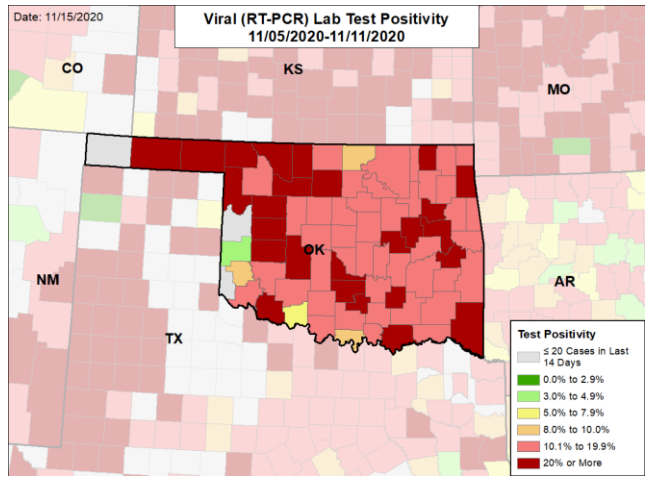 Date: 11/15/2020
Viral (RT-PCR) Lab Test Positivity
11/05/2020-11/11/2020
CO
KS
MO
OK
NM
AR
TX
Test Positivity
≤ 20 Cases in Last
14 Days
0.0% to 2.9%
3.0% to 4.9%
5.0% to 7.9%
8.0% to 10.0%
10.1% to 19.9%
20% or More